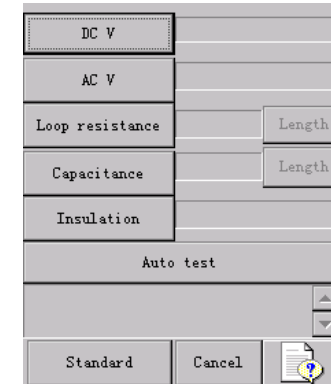 DC V
AC V
Loop resistance
Length
Capacitance
Length
Insulation
Auto test
Standard
Cancel
?